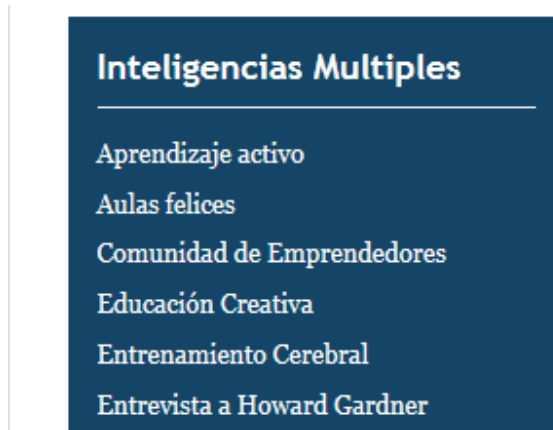 Inteligencias Multiples
Aprendizaje activo
Aulas felices
Comunidad de Emprendedores
Educación Creativa
Entrenamiento Cerebral
Entrevista a Howard Gardner